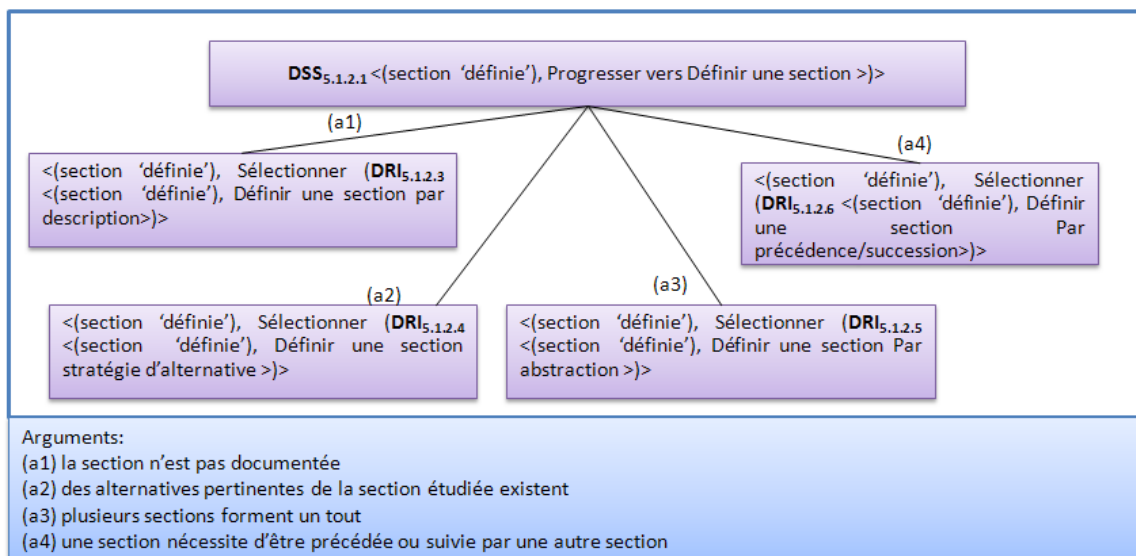 DSS5.1.2.1 <(section ‘définie’), Progresser vers Définir une section >)>
(a1)
(a4)
<(section ‘définie’), Sélectionner (DRI5.1.2.3
<(section ‘définie’), Définir une section par
description>)>
<(section ‘définie’), Sélectionner
(DRI5.1.2.6 <(section ‘définie’), Définir
une section Par
précédence/succession>)>
(a2)
(a3)
<(section ‘définie’), Sélectionner (DRI5.1.2.4
<(section ‘définie’), Définir une section
stratégie d’alternative >)>
<(section ‘définie’), Sélectionner (DRI5.1.2.5
<(section ‘définie’), Définir une section Par
abstraction >)>
Arguments:
(a1) la section n’est pas documentée
(a2) des alternatives pertinentes de la section étudiée existent
(a3) plusieurs sections forment un tout
(a4) une section nécessite d’être précédée ou suivie par une autre section